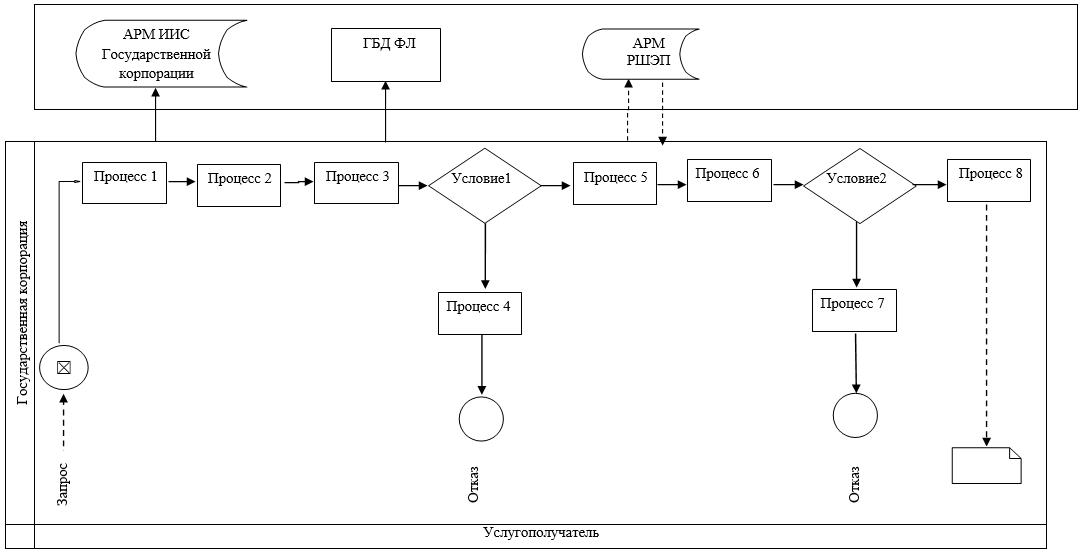 АРМ ИИС
Государственной
корпорации
ГБД ФЛ
АРМ
РШЭП
Государственная корпорация
Процесс 1
Процесс 2
Процесс 3
Условие1
Процесс 5
Процесс 6
Условие2
Процесс 8
Процесс 4
Процесс 7
Запрос
Отказ
Отказ
Услугополучатель